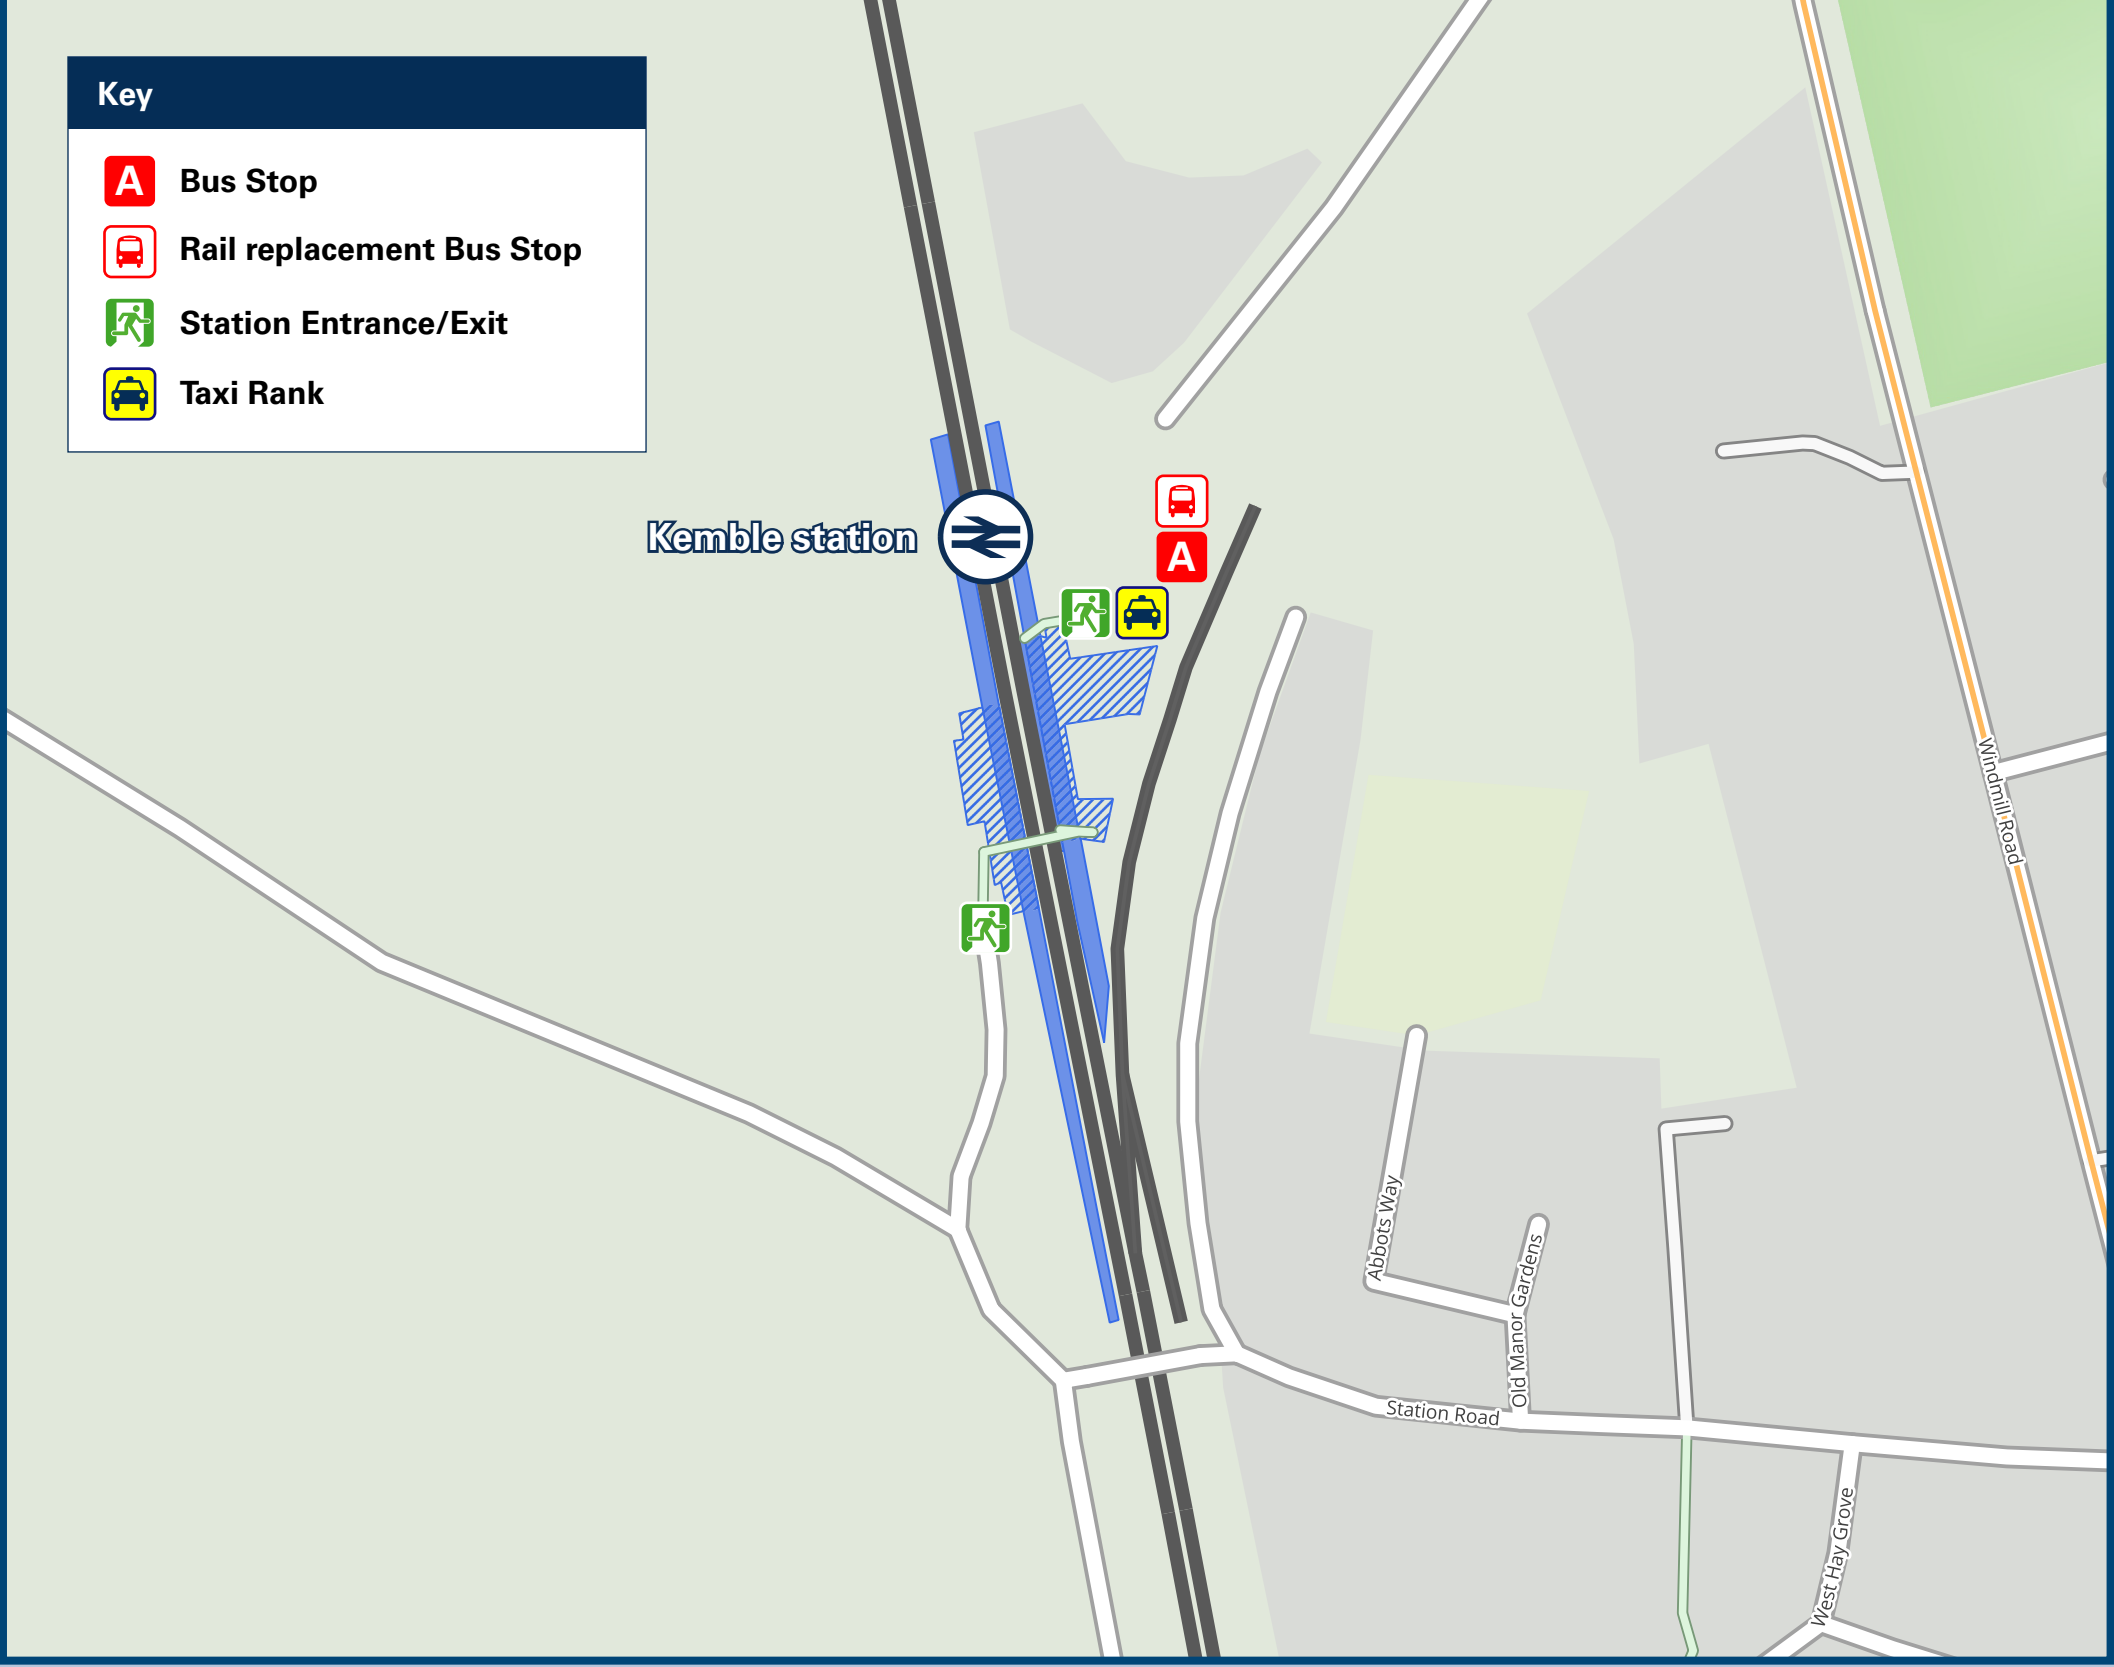 Key
A Bus Stop
Rail replacement Bus Stop
Station Entrance/Exit
Taxi Rank
Kemble station
A
Windmill Road
Abbots Way
Old Manor Gardens
Station Road
West Hay Grove